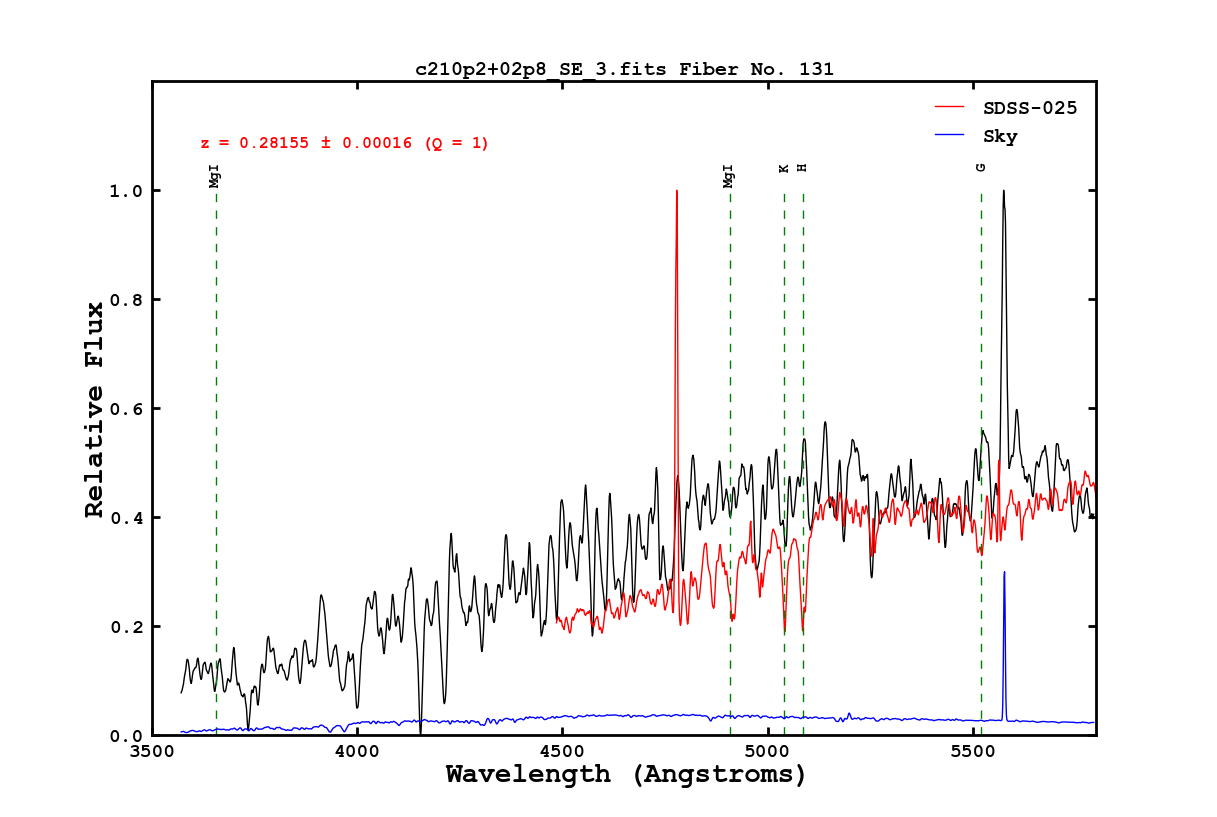 c210p2+02p8_SE_3.fits Fiber No. 131
SDSS-025
Sky
z = 0.28155 ± 0.00016 (Q = 1)
MgI
MgI
K
H
G
1.0
0.8
0.6
0.4
0.2
0.0
Relative Flux
3500
4000
4500
5000
5500
Wavelength (Angstroms)